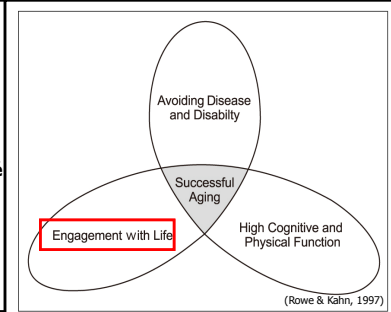 Avoiding Disease
and Disabilty
Successful
Aging
Engagement with Life
High Cognitive and
Physical Function
(Rowe & Kahn, 1997)